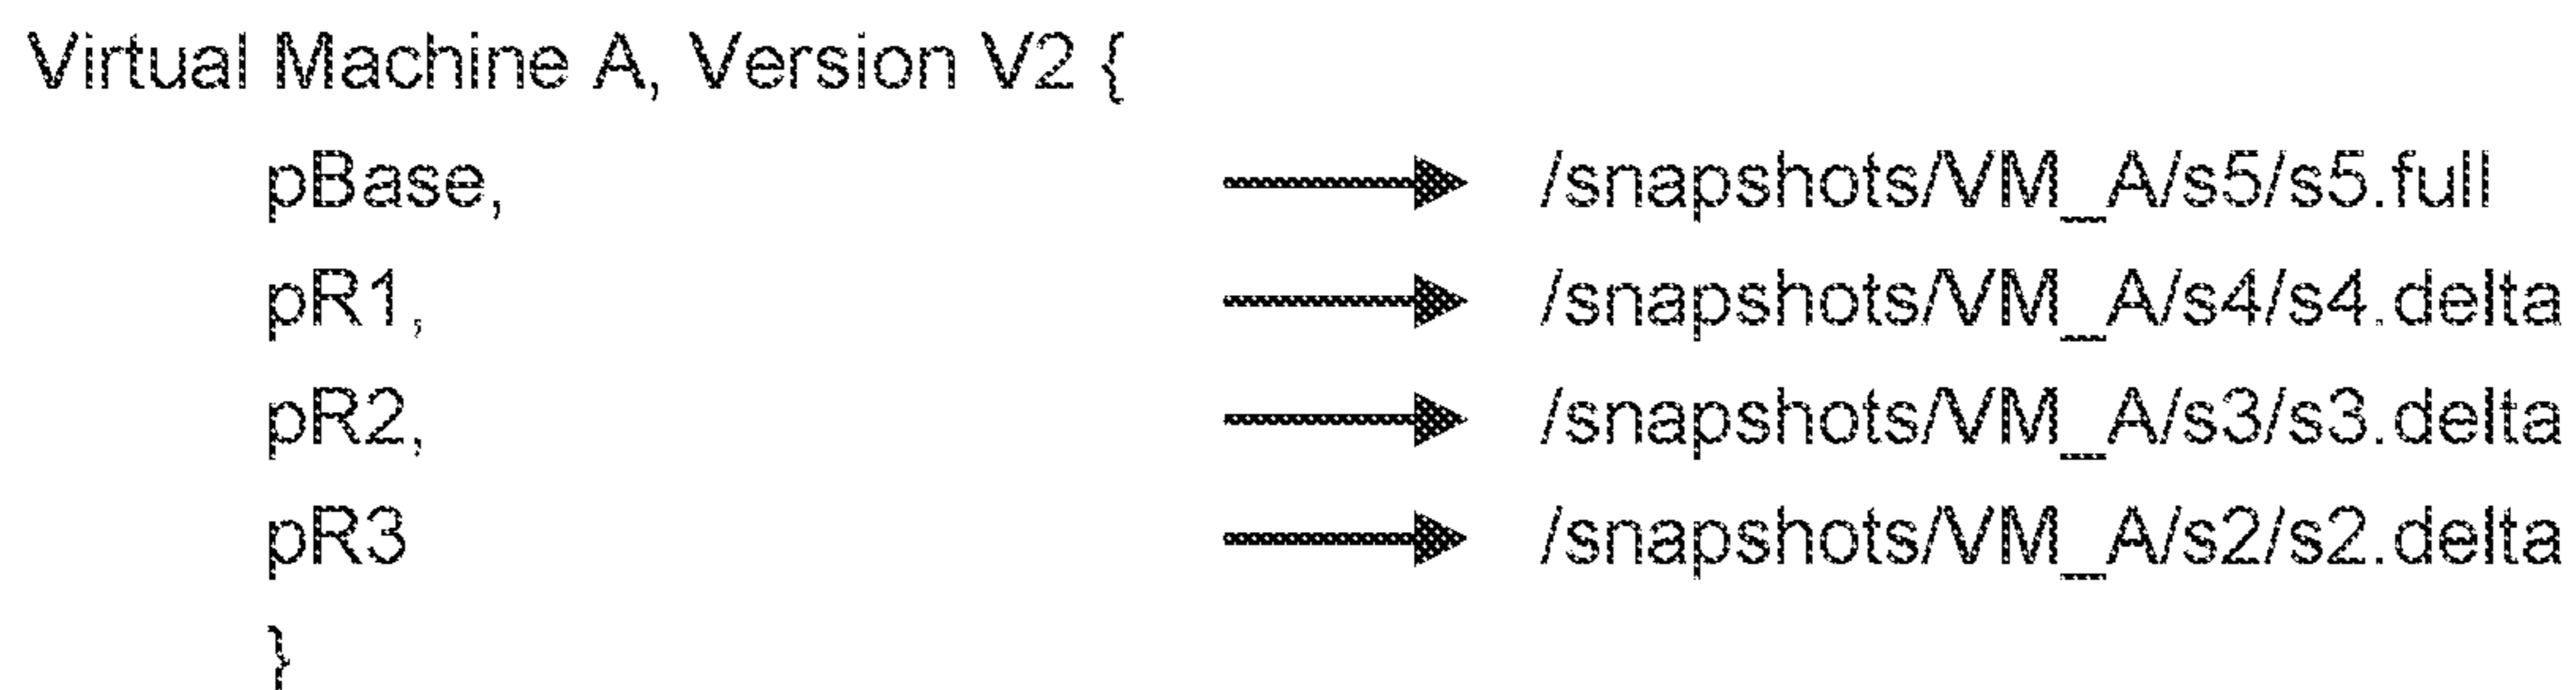 Virtual Machine A, Version V2 {
pBase, /snapshots/VM_A/s5/s5.full
pR1, /snapshots/VM_A/s4/s4.delta
pR2, /snapshots/VM_A/s3/s3.delta
pR3 /snapshots/VM_A/s2/s2.delta
}